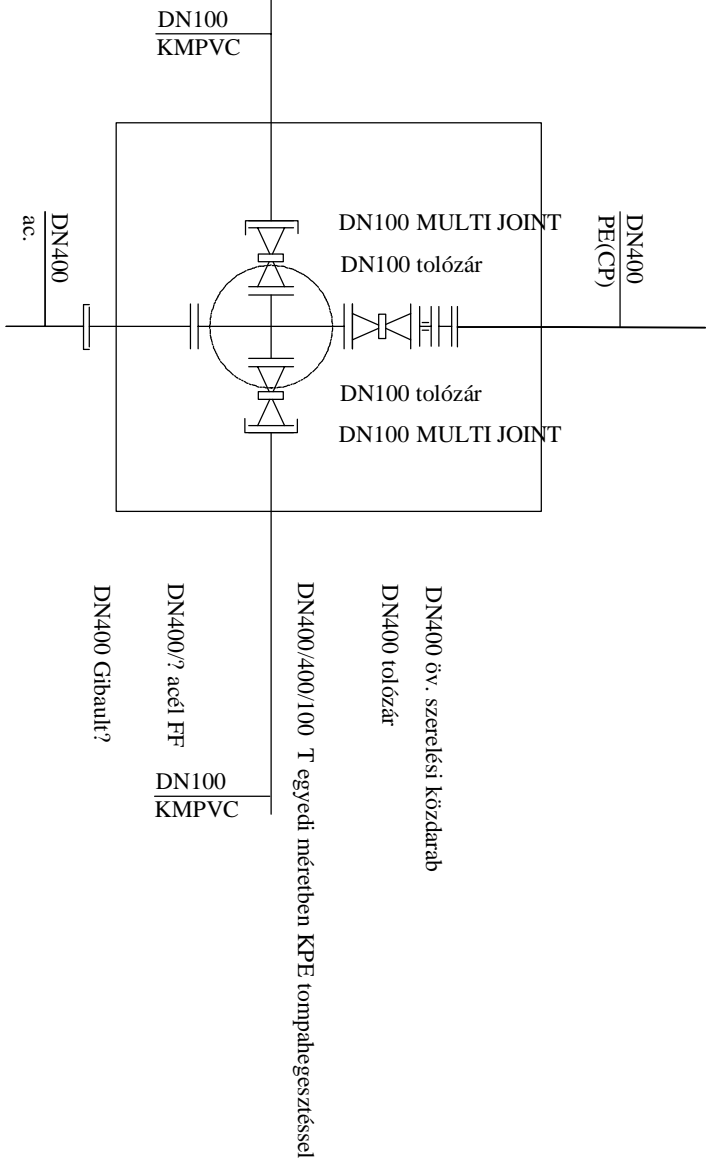 DN100
KMPVC
DN400
ac.
DN100 MULTI JOINT
DN100 tolózár
DN400
PE(CP)
DN100 tolózár
DN100 MULTI JOINT
DN400 öv. szerelési közdarab
DN400 tolózár
DN400/400/100 T egyedi méretben KPE tompahegesztéssel
DN400/? acél FF
DN400 Gibault?
DN100
KMPVC